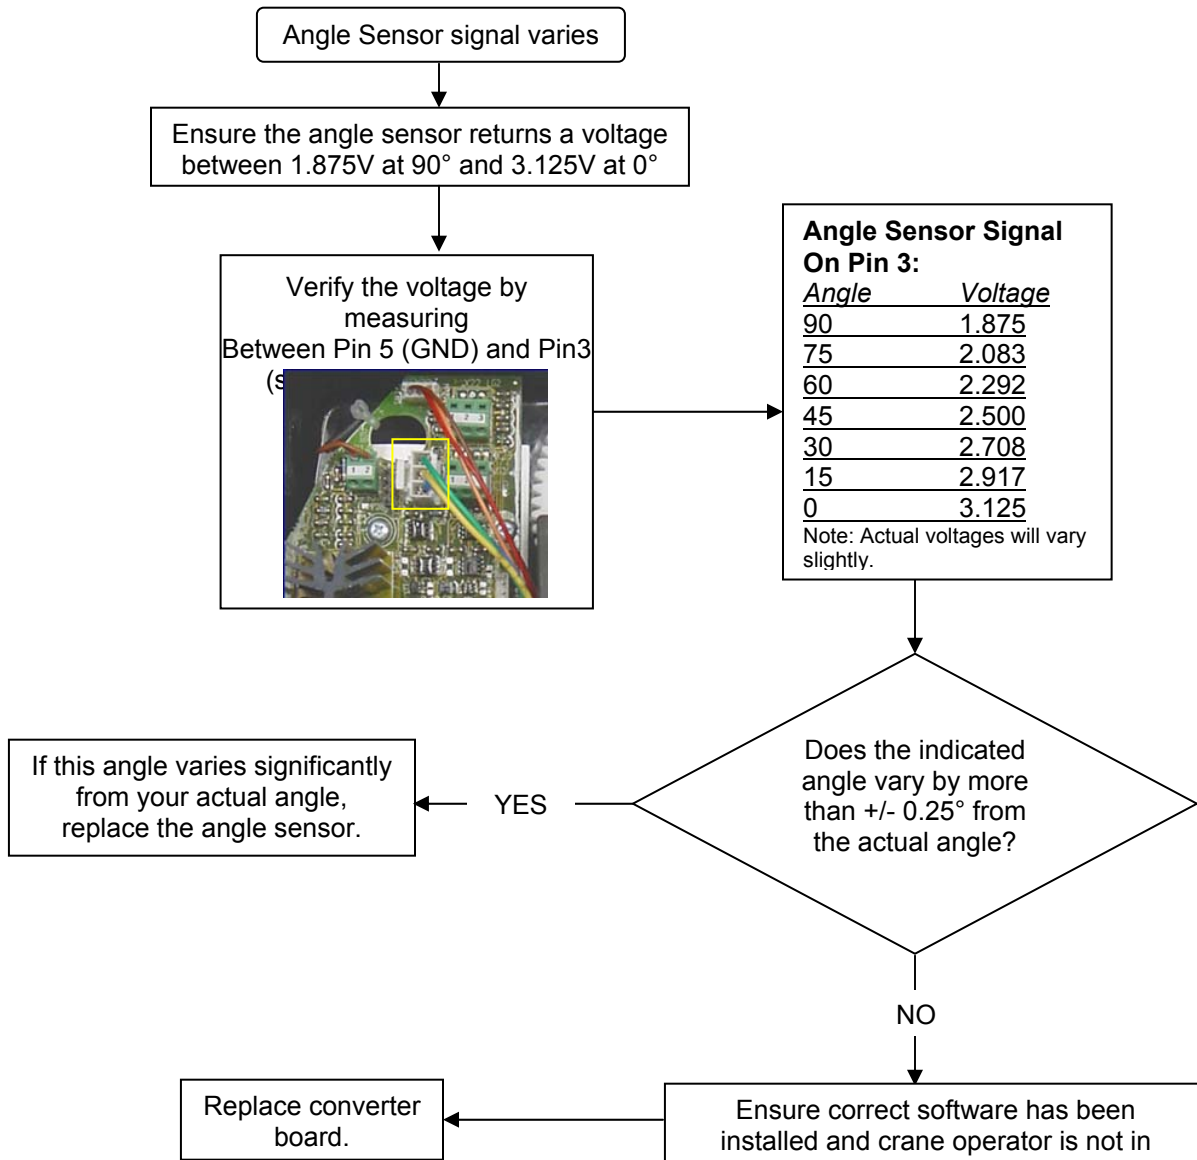 Angle Sensor signal varies
Ensure the angle sensor returns a voltage
between 1.875V at 90° and 3.125V at 0°
Verify the voltage by
measuring
Between Pin 5 (GND) and Pin3
(s
1 2 3
1 2
Angle Sensor Signal
On Pin 3:
Angle Voltage
90 1.875
75 2.083
60 2.292
45 2.500
30 2.708
15 2.917
0 3.125
Note: Actual voltages will vary
slightly.
Does the indicated
angle vary by more
than +/- 0.25° from
the actual angle?
YES
If this angle varies significantly
from your actual angle,
replace the angle sensor.
NO
Ensure correct software has been
installed and crane operator is not in
Replace converter
board.